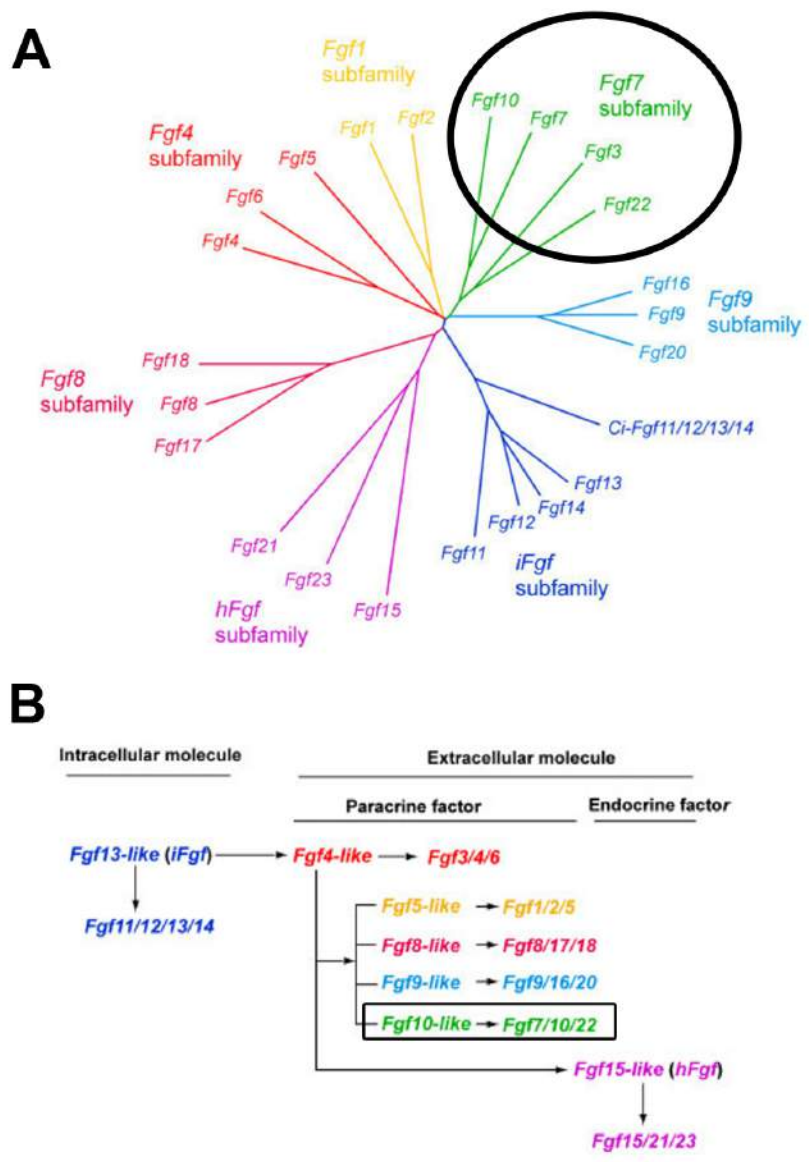 A
Fgf1
subfamily
Fgf7
subfamily
Fgf10
Fgf7
Fgf3
Fgf22
Fgf1
Fgf2
Fgf4
subfamily
Fgf5
Fgf6
Fgf4
Fgf16
Fgf9
Fgf20
Fgf9
subfamily
Fgf8
subfamily
Fgf18
Fgf8
Fgf17
Ci-Fgf11/12/13/14
Fgf13
Fgf14
Fgf12
Fgf11
iFgf
subfamily
Fgf21
Fgf23
Fgf15
hFgf
subfamily
B
Intracellular molecule
Extracellular molecule
Paracrine factor
Endocrine factor
Fgf13-like (iFgf)
Fgf4-like
Fgf3/4/6
Fgf11/12/13/14
Fgf5-like
Fgf1/2/5
Fgf8-like
Fgf8/17/18
Fgf9-like
Fgf9/16/20
Fgf10-like
Fgf7/10/22
Fgf15-like (hFgf)
Fgf15/21/23